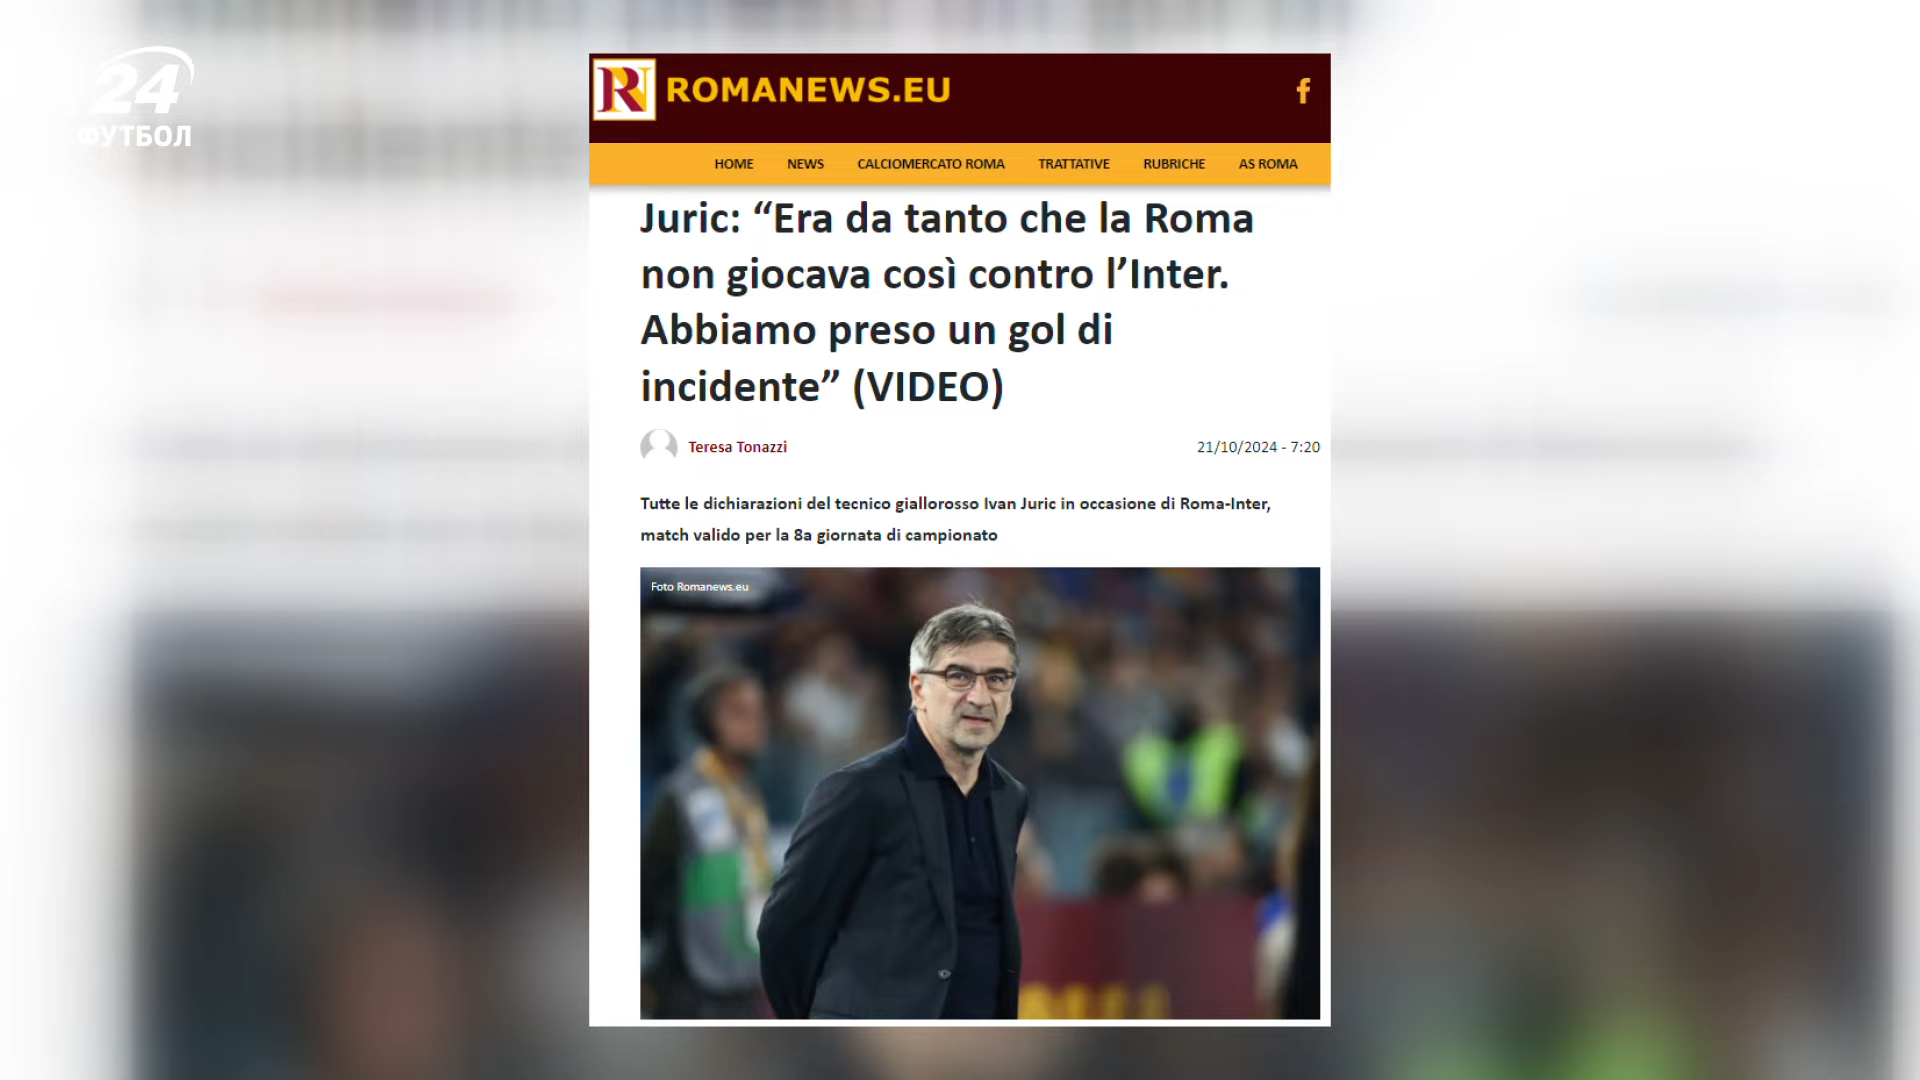 24
ФУТБОЛ
RN ROMANEWS.EU f
HOME NEWS CALCIOMERCATO ROMA TRATTATIVE RUBRICHE AS ROMA
Juric: “Era da tanto che la Roma
non giocava così contro l’Inter.
Abbiamo preso un gol di
incidente” (VIDEO)
Teresa Tonazzi 21/10/2024 - 7:20
Tutte le dichiarazioni del tecnico giallorosso Ivan Juric in occasione di Roma-Inter,
match valido per la 8a giornata di campionato
Foto Romanews.eu